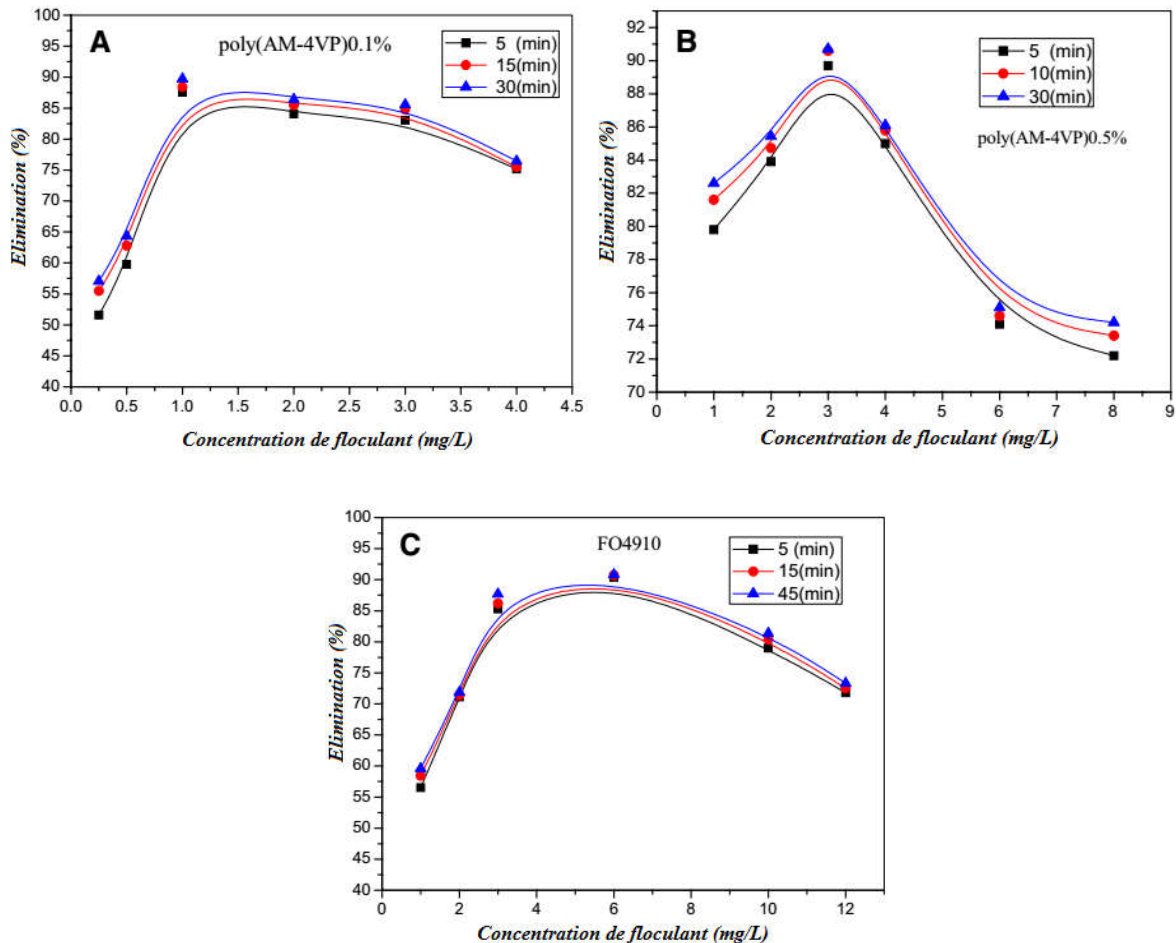 A
poly(AM-4VP)0.1%
5 (min)
15(min)
30(min)
Elimination (%)
100
95
90
85
80
75
70
65
60
55
50
45
40
0.0 0.5 1.0 1.5 2.0 2.5 3.0 3.5 4.0 4.5
Concentration de floculant (mg/L)
B
5 (min)
10(min)
30(min)
poly(AM-4VP)0.5%
Elimination (%)
92
90
88
86
84
82
80
78
76
74
72
70
0 1 2 3 4 5 6 7 8 9
Concentration de floculant (mg/L)
C
FO4910
5 (min)
15(min)
45(min)
Elimination (%)
100
95
90
85
80
75
70
65
60
55
50
45
40
0 2 4 6 8 10 12
Concentration de floculant (mg/L)